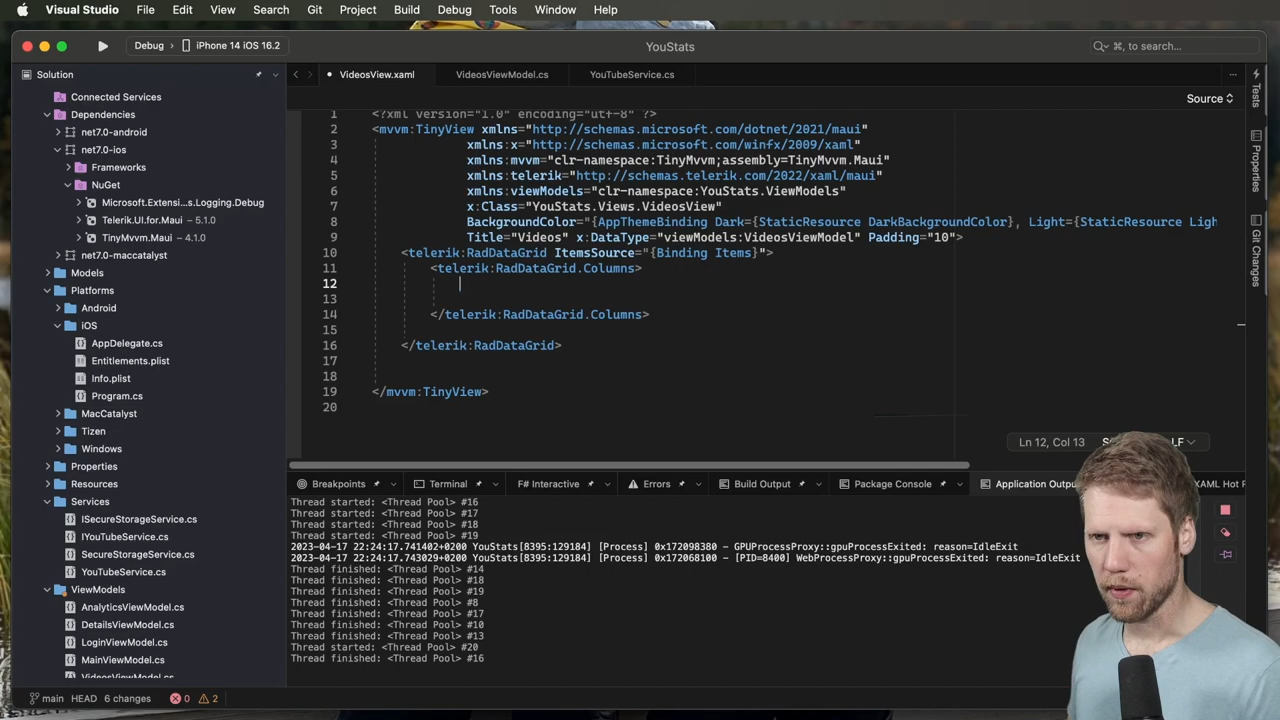 Visual Studio File Edit View Search Git Project Build Debug Tools Window Help
Debug iPhone 14 iOS 16.2
YouStats
⌘, to search...
Solution
VideosView.xaml
VideosViewModel.cs
YouTubeService.cs
Source
Connected Services
Dependencies
net7.0-android
net7.0-ios
Frameworks
NuGet
Microsoft.Extensi...s.Logging.Debug
Telerik.UI.for.Maui – 5.1.0
TinyMvvm.Maui – 4.1.0
net7.0-maccatalyst
Models
Platforms
Android
iOS
AppDelegate.cs
Entitlements.plist
Info.plist
Program.cs
MacCatalyst
Tizen
Windows
Properties
Resources
Services
ISecureStorageService.cs
IYouTubeService.cs
SecureStorageService.cs
YouTubeService.cs
ViewModels
AnalyticsViewModel.cs
DetailsViewModel.cs
LoginViewModel.cs
MainViewModel.cs
VideosViewModel.cs
1 <?xml version="1.0" encoding="utf-8" ?>
2 <mvvm:TinyView xmlns="http://schemas.microsoft.com/dotnet/2021/maui"
3 xmlns:x="http://schemas.microsoft.com/winfx/2009/xaml"
4 xmlns:mvvm="clr-namespace:TinyMvvm;assembly=TinyMvvm.Maui"
5 xmlns:telerik="http://schemas.telerik.com/2022/xaml/maui"
6 xmlns:viewModels="clr-namespace:YouStats.ViewModels"
7 x:Class="YouStats.Views.VideosView"
8 BackgroundColor="{AppThemeBinding Dark={StaticResource DarkBackgroundColor}, Light={StaticResource Ligh
9 Title="Videos" x:DataType="viewModels:VideosViewModel" Padding="10">
10 <telerik:RadDataGrid ItemsSource="{Binding Items}">
11 <telerik:RadDataGrid.Columns>
12
13
14 </telerik:RadDataGrid.Columns>
15
16 </telerik:RadDataGrid>
17
18
19 </mvvm:TinyView>
20
Ln 12, Col 13
LF
Tests
Properties
Git Changes
Breakpoints
Terminal
F# Interactive
Errors
Build Output
Package Console
Application Outpu
XAML Hot R
Thread started: <Thread Pool> #16
Thread started: <Thread Pool> #17
Thread started: <Thread Pool> #18
Thread started: <Thread Pool> #19
2023-04-17 22:24:17.741402+0200 YouStats[8395:129184] [Process] 0x172098380 - GPUProcessProxy::gpuProcessExited: reason=IdleExit
2023-04-17 22:24:17.743029+0200 YouStats[8395:129184] [Process] 0x172068100 - [PID=8400] WebProcessProxy::gpuProcessExited: reason=IdleExit
Thread finished: <Thread Pool> #14
Thread finished: <Thread Pool> #18
Thread finished: <Thread Pool> #19
Thread finished: <Thread Pool> #8
Thread finished: <Thread Pool> #17
Thread finished: <Thread Pool> #10
Thread finished: <Thread Pool> #13
Thread started: <Thread Pool> #20
Thread finished: <Thread Pool> #16
main HEAD 6 changes 0 2